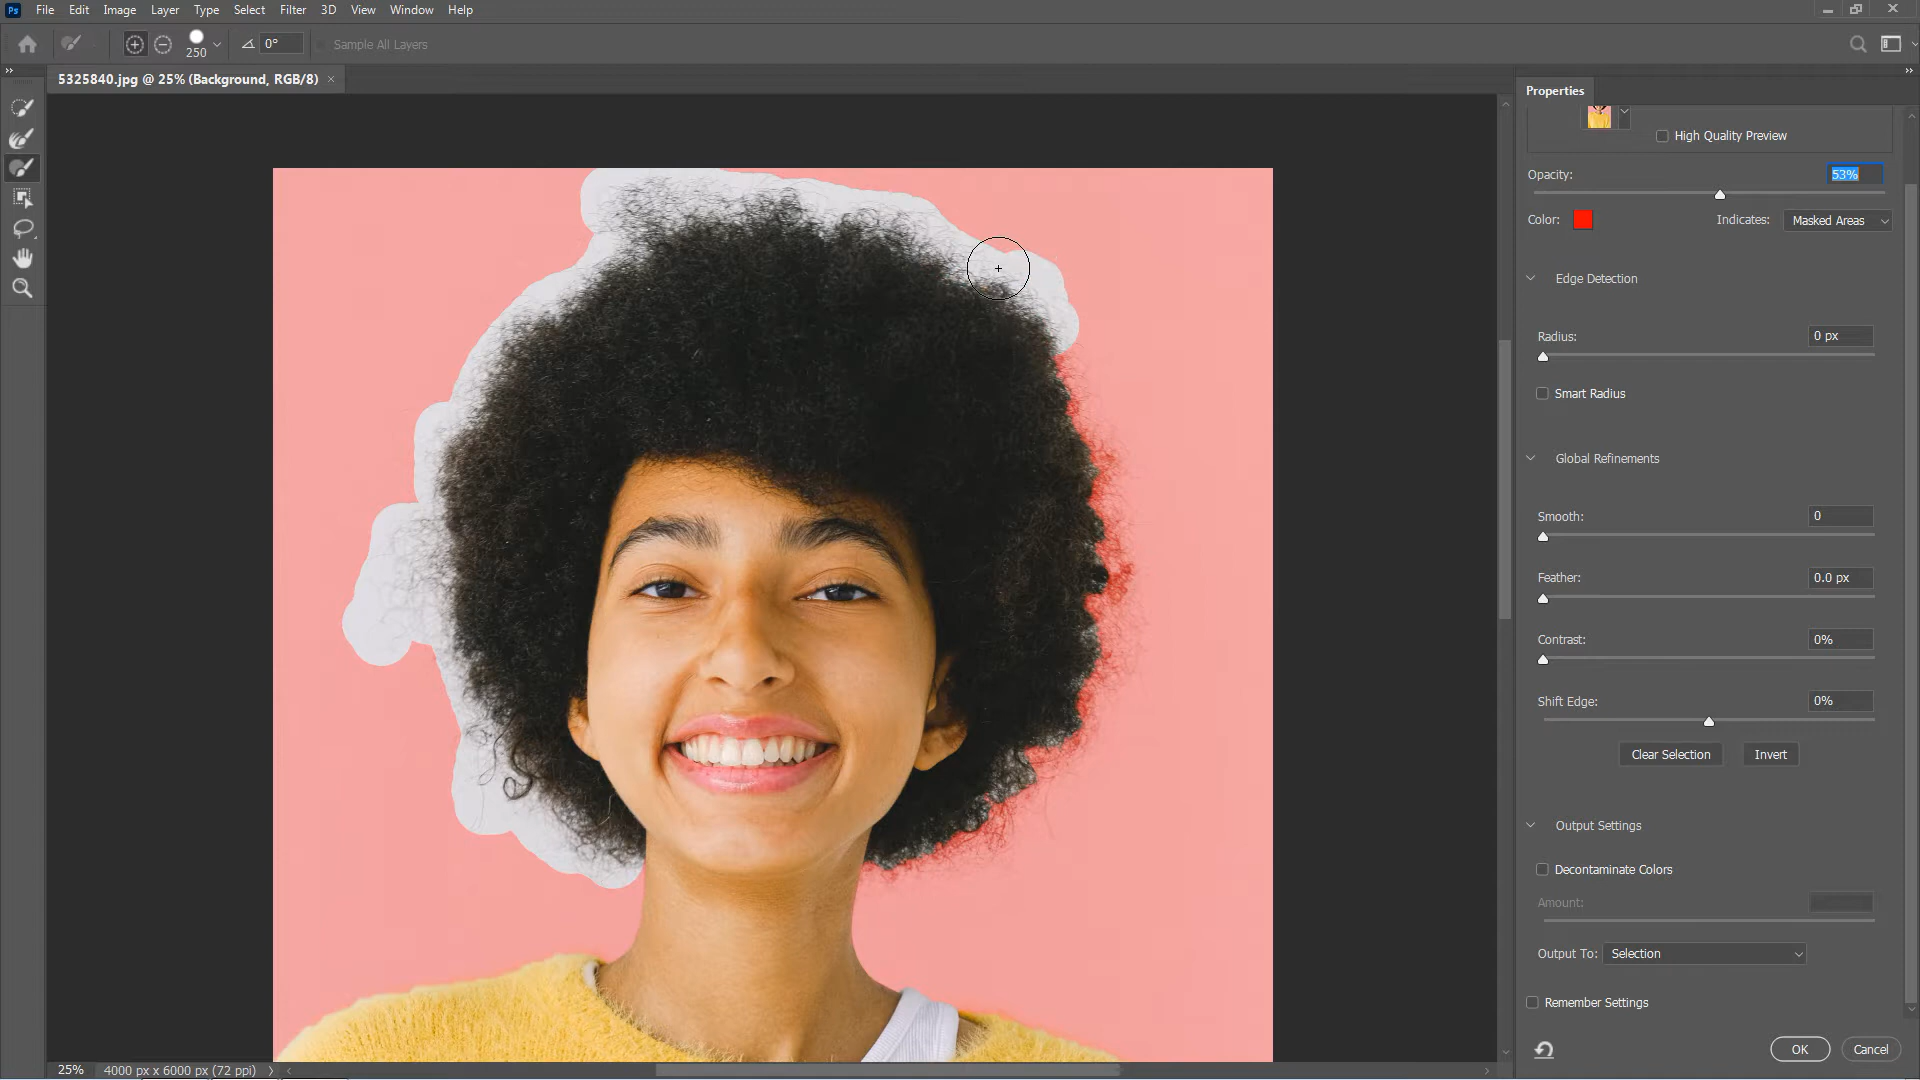 Ps File Edit Image Layer Type Select Filter 3D View Window Help
250 0° Sample All Layers
5325840.jpg @ 25% (Background, RGB/8) ×
Properties
High Quality Preview
Opacity: 53%
Color: Indicates: Masked Areas
Edge Detection
Radius: 0 px
Smart Radius
Global Refinements
Smooth: 0
Feather: 0.0 px
Contrast: 0%
Shift Edge: 0%
Clear Selection Invert
Output Settings
Decontaminate Colors
Amount:
Output To: Selection
Remember Settings
OK Cancel
25% 4000 px x 6000 px (72 ppi)